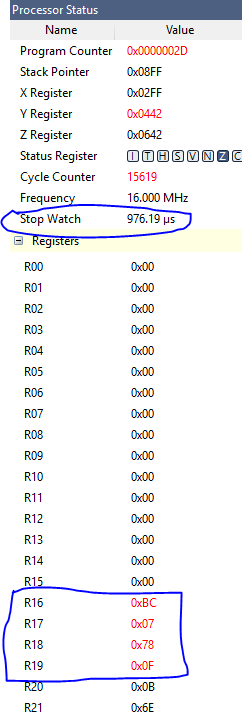 Processor Status
Name Value
Program Counter 0x0000002D
Stack Pointer 0x08FF
X Register 0x02FF
Y Register 0x0442
Z Register 0x0642
Status Register I T H S V N Z C
Cycle Counter 15619
Frequency 16.000 MHz
Stop Watch 976.19 µs
Registers
R00 0x00
R01 0x00
R02 0x00
R03 0x00
R04 0x00
R05 0x00
R06 0x00
R07 0x00
R08 0x00
R09 0x00
R10 0x00
R11 0x00
R12 0x00
R13 0x00
R14 0x00
R15 0x00
R16 0xBC
R17 0x07
R18 0x78
R19 0x0F
R20 0x0B
R21 0x6E